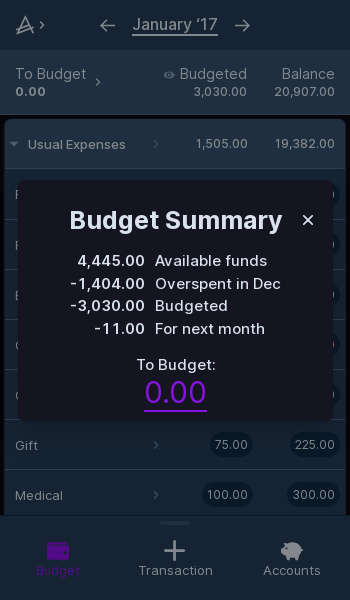 January ‘17
To Budget
0.00
Budgeted
3,030.00
Balance
20,907.00
Usual Expenses 1,505.00 19,382.00
Budget Summary
4,445.00 Available funds
-1,404.00 Overspent in Dec
-3,030.00 Budgeted
-11.00 For next month
To Budget:
0.00
Gift 75.00 225.00
Medical 100.00 300.00
Budget Transaction Accounts